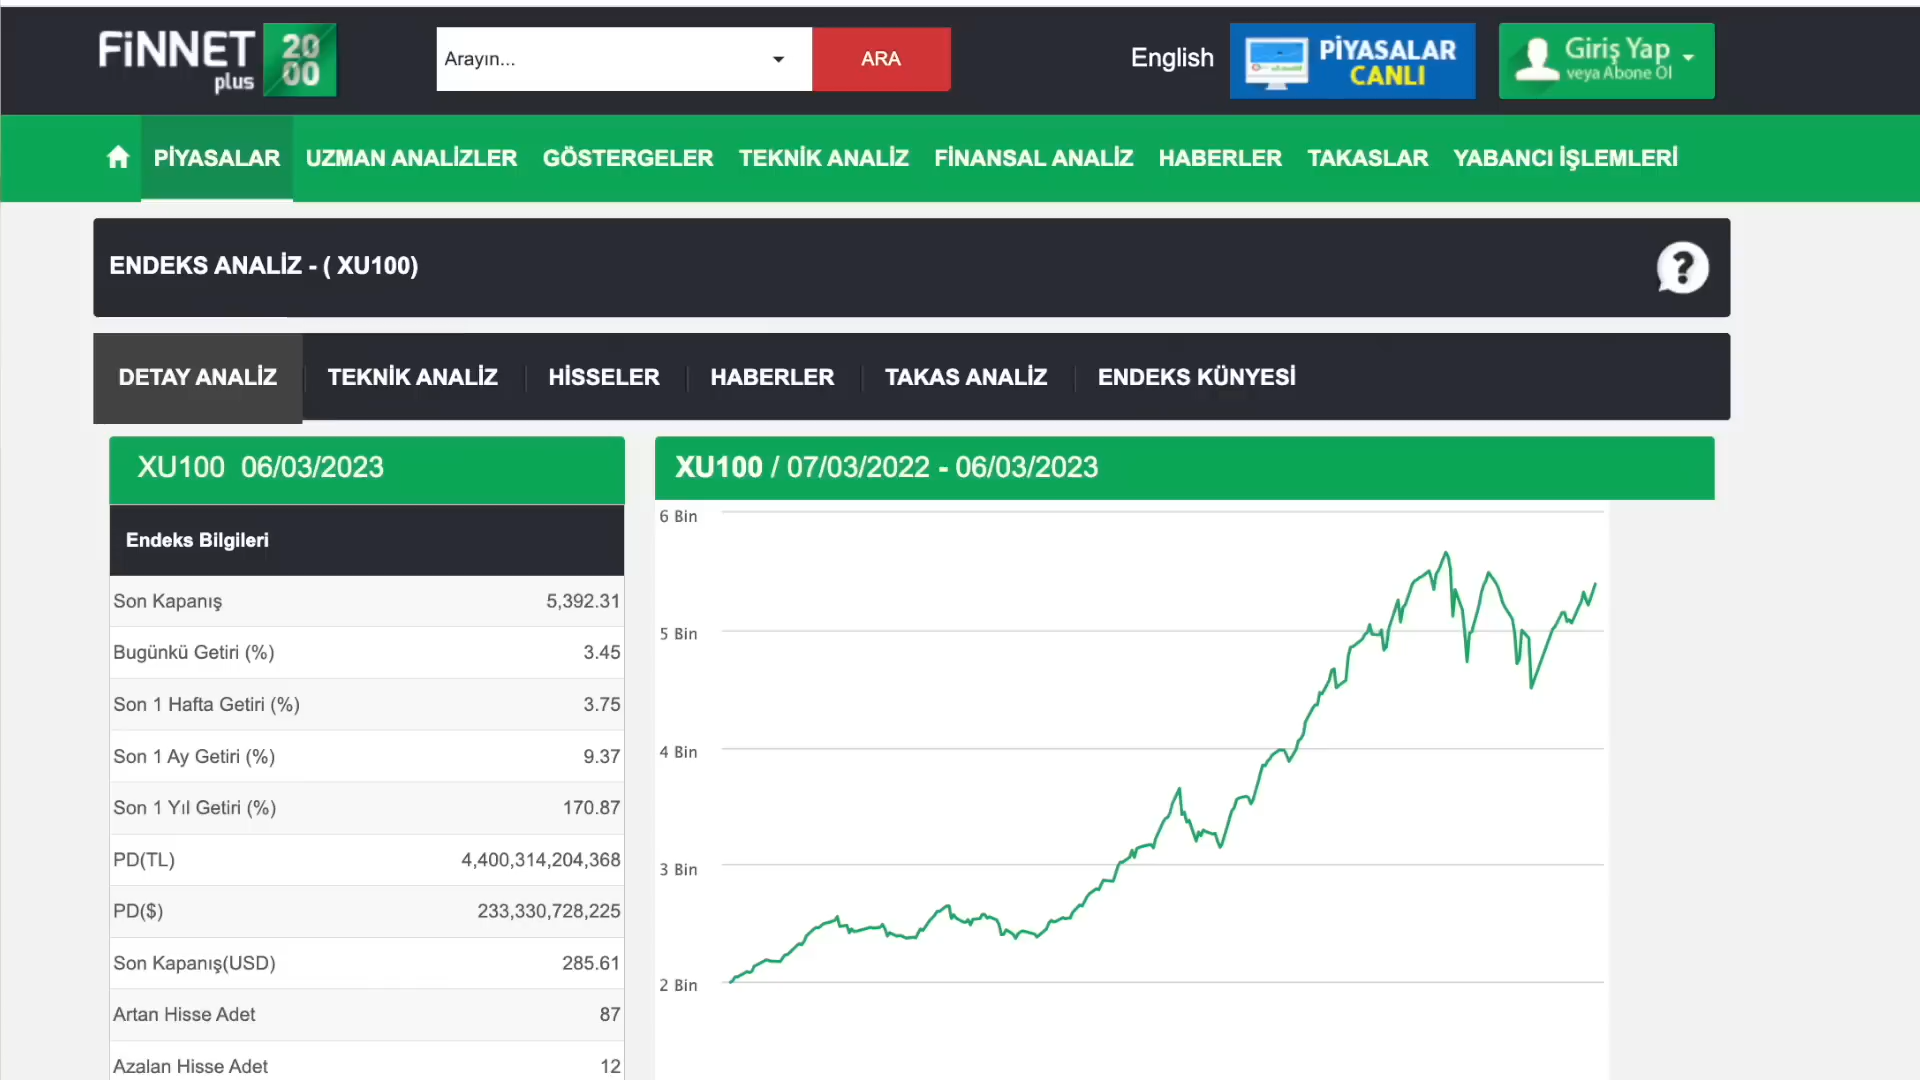 FiNNET plus 20 00
Arayın...
ARA
English
PİYASALAR
CANLI
Giriş Yap
veya Abone Ol
PİYASALAR UZMAN ANALİZLER GÖSTERGELER TEKNİK ANALİZ FİNANSAL ANALİZ HABERLER TAKASLAR YABANCI İŞLEMLERİ
ENDEKS ANALİZ - ( XU100)
?
DETAY ANALİZ TEKNİK ANALİZ HİSSELER HABERLER TAKAS ANALİZ ENDEKS KÜNYESİ
XU100 06/03/2023
Endeks Bilgileri
Son Kapanış 5,392.31
Bugünkü Getiri (%) 3.45
Son 1 Hafta Getiri (%) 3.75
Son 1 Ay Getiri (%) 9.37
Son 1 Yıl Getiri (%) 170.87
PD(TL) 4,400,314,204,368
PD($) 233,330,728,225
Son Kapanış(USD) 285.61
Artan Hisse Adet 87
Azalan Hisse Adet 12
XU100 / 07/03/2022 - 06/03/2023
6 Bin
5 Bin
4 Bin
3 Bin
2 Bin